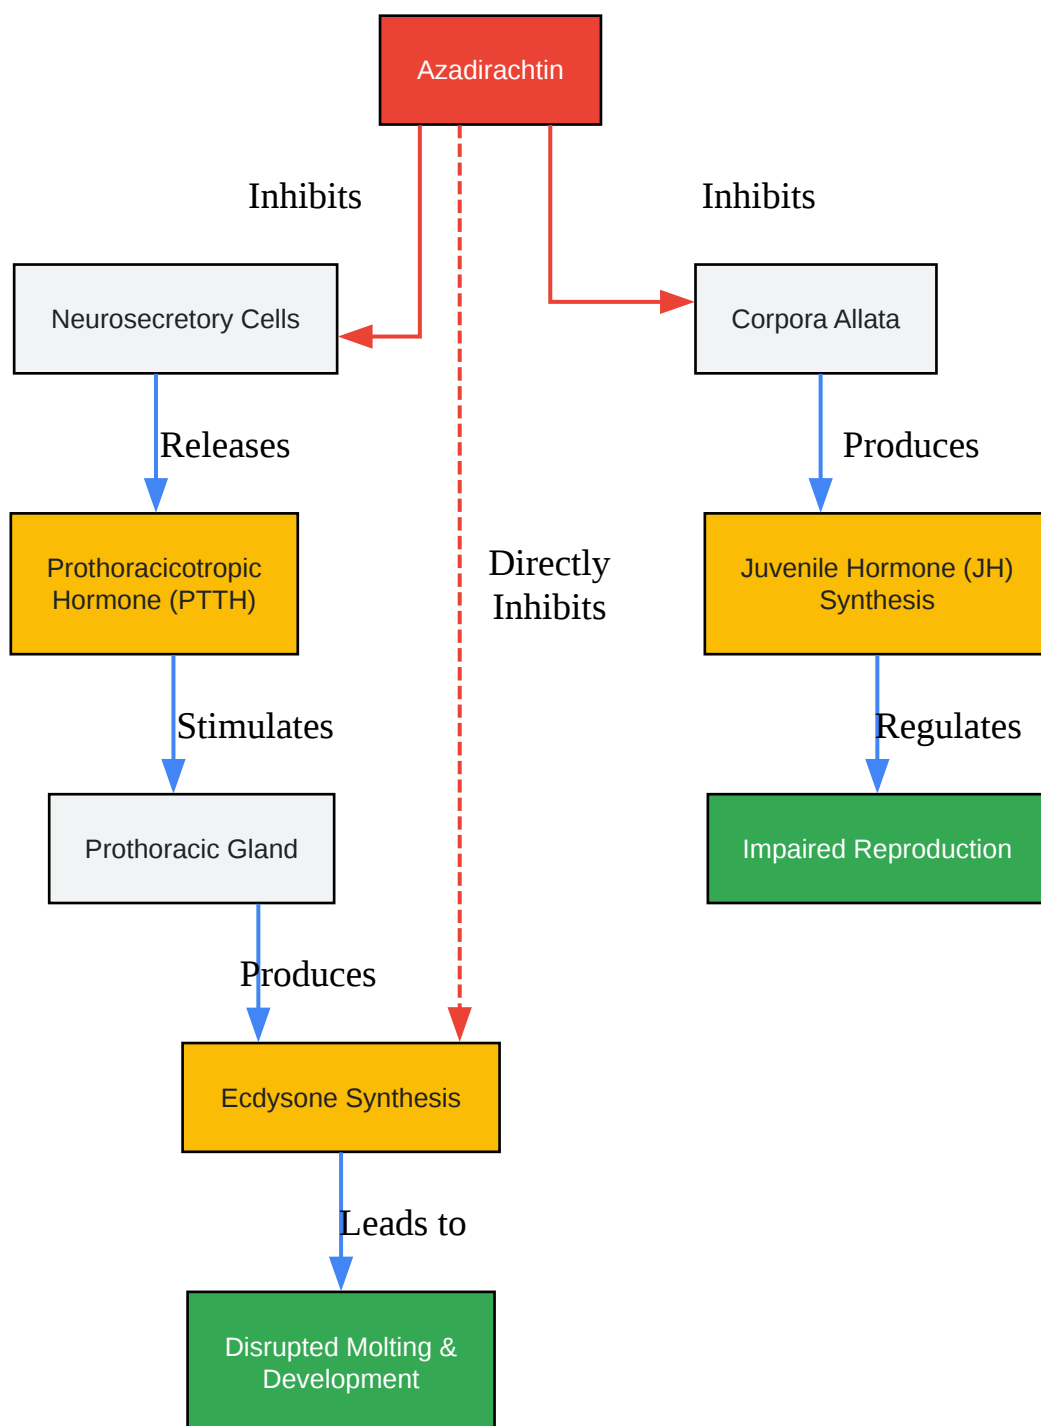 Azadirachtin
Inhibits
Inhibits
Neurosecretory Cells
Corpora Allata
Releases
Produces
Prothoracicotropic
Hormone (PTTH)
Directly
Inhibits
Juvenile Hormone (JH)
Synthesis
Stimulates
Regulates
Prothoracic Gland
Impaired Reproduction
Produces
Ecdysone Synthesis
Leads to
Disrupted Molting &
Development